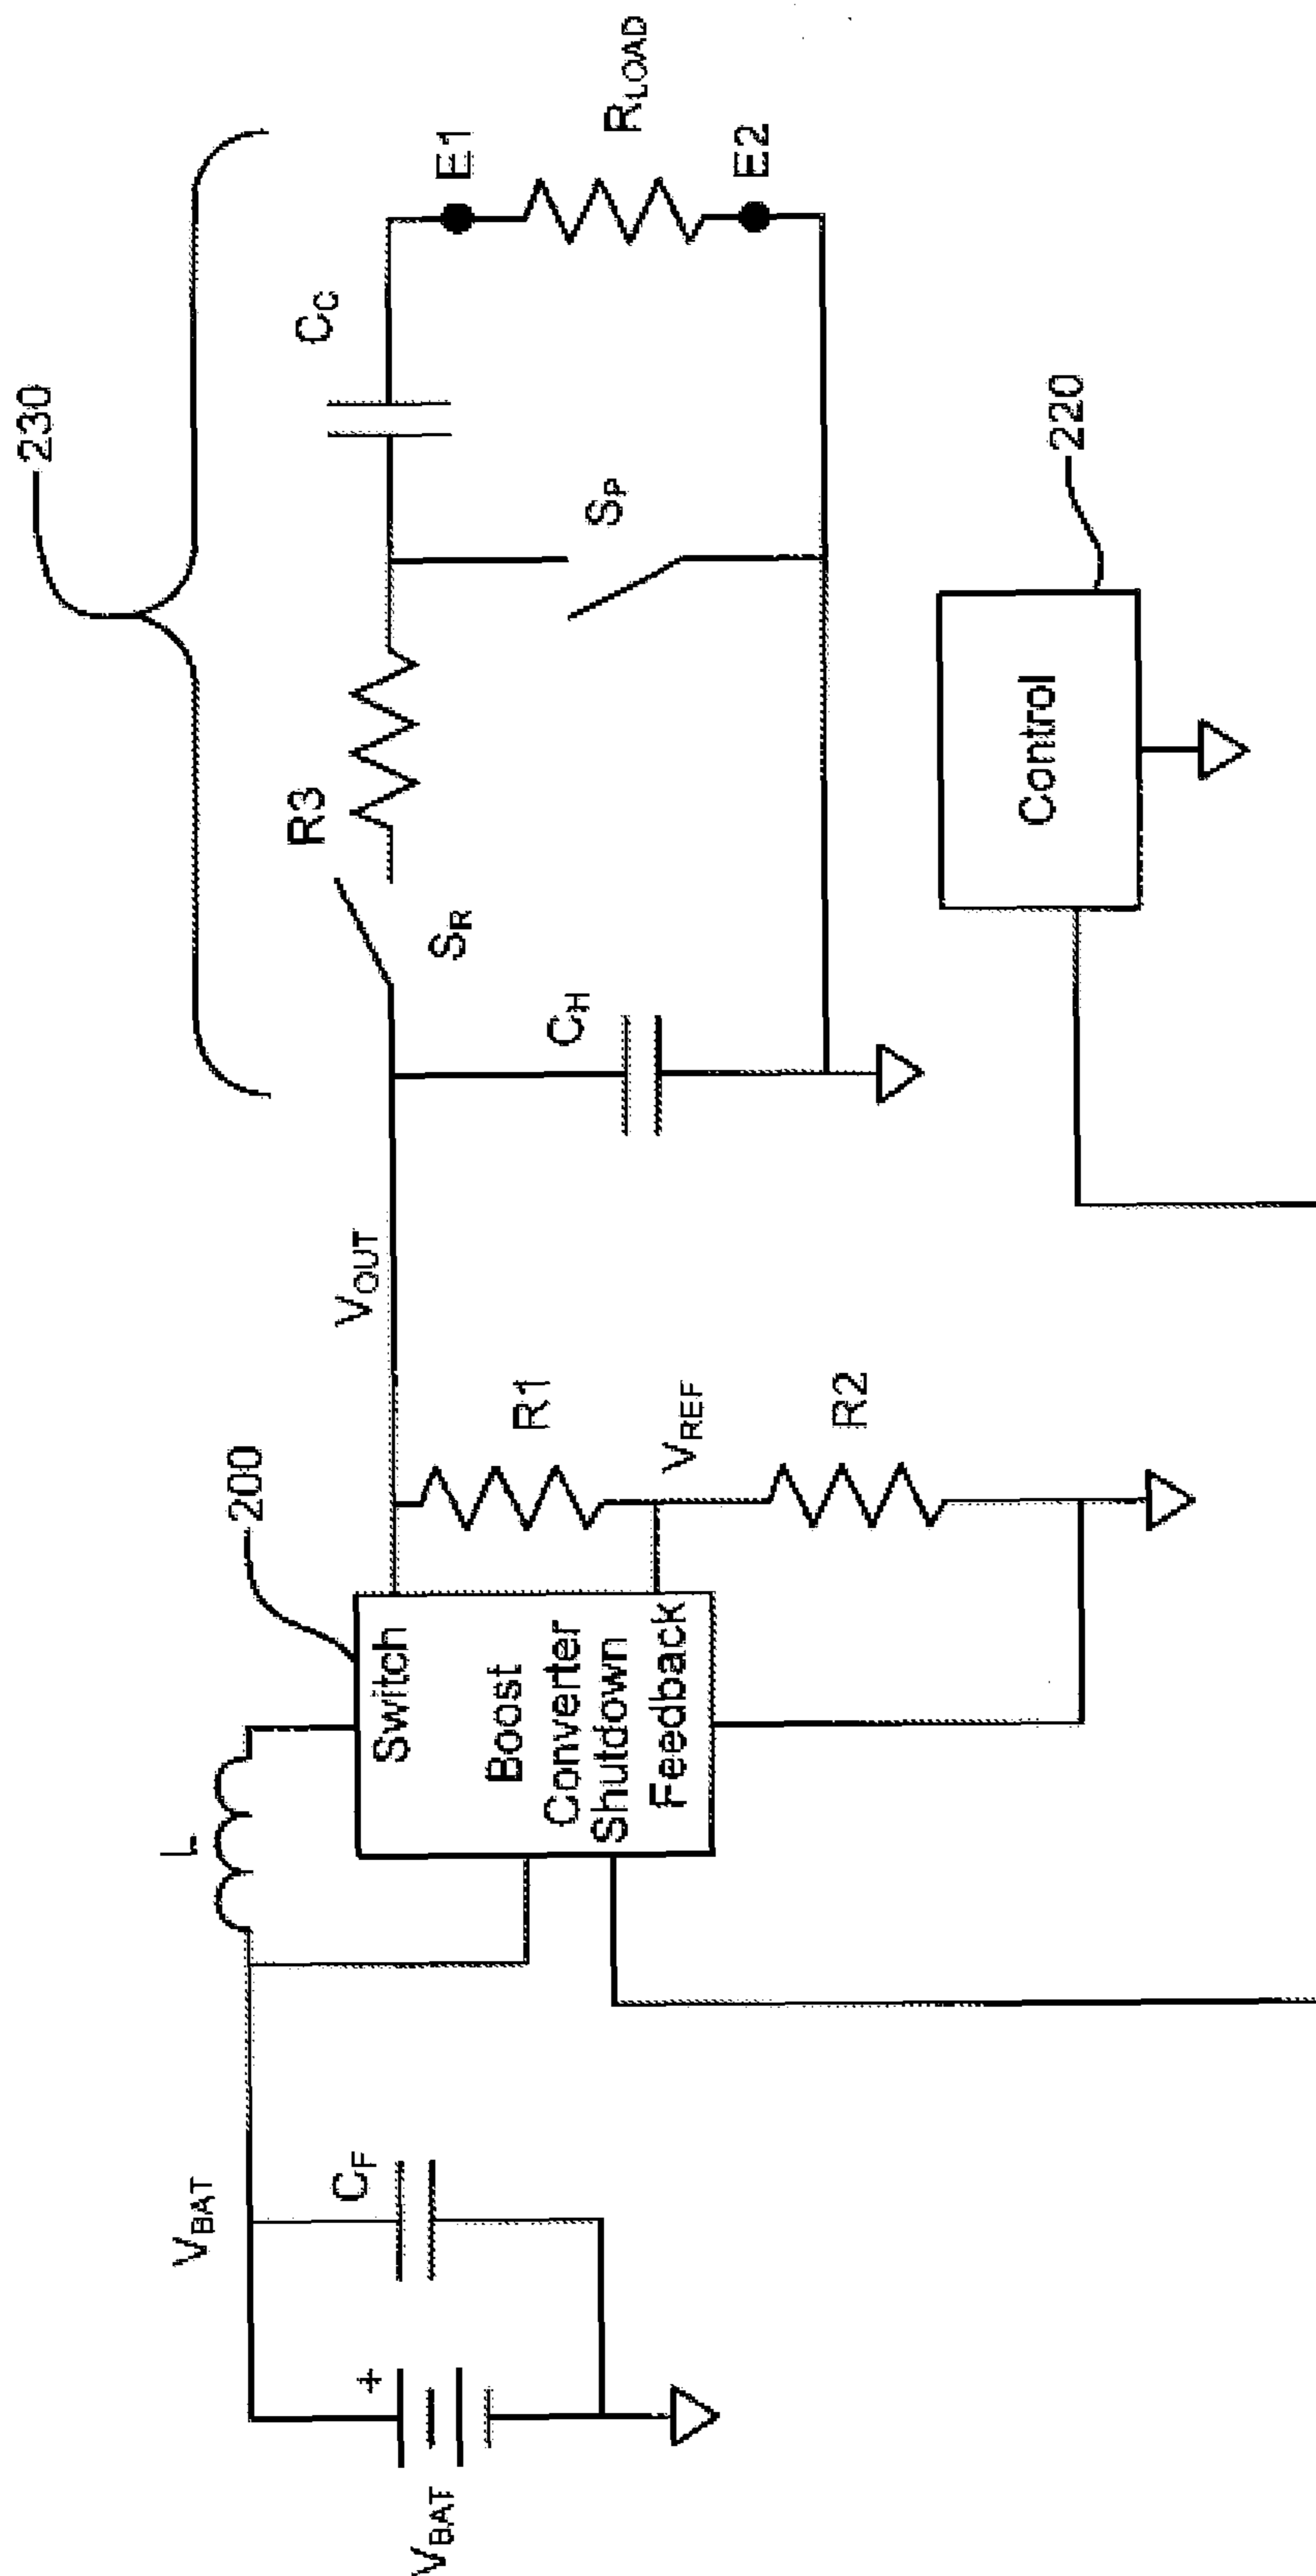 230
R3
C_C
E1
R_LOAD
E2
S_P
S_R
C_H
V_OUT
200
L
V_BAT
Switch
Boost
Converter
Shutdown
Feedback
R1
V_REF
R2
C_F
+
V_BAT
Control
220